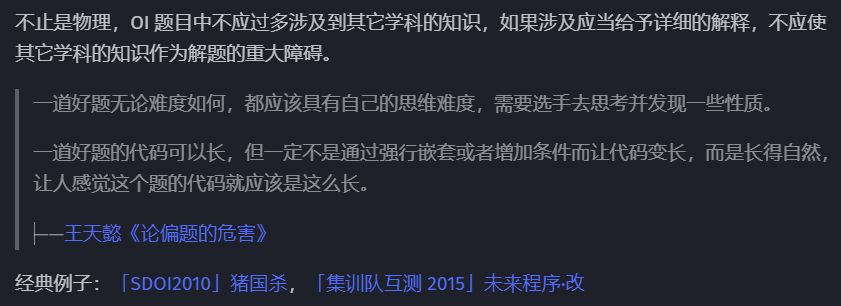 不止是物理，OI 题目中不应过多涉及到其它学科的知识，如果涉及应当给予详细的解释，不应使
其它学科的知识作为解题的重大障碍。
一道好题无论难度如何，都应该具有自己的思维难度，需要选手去思考并发现一些性质。
一道好题的代码可以长，但一定不是通过强行嵌套或者增加条件而让代码变长，而是长得自然，
让人感觉这个题的代码就应该是这么长。
├──王天懿《论偏题的危害》
经典例子：「SDOI2010」猪国杀，「集训队互测 2015」未来程序·改